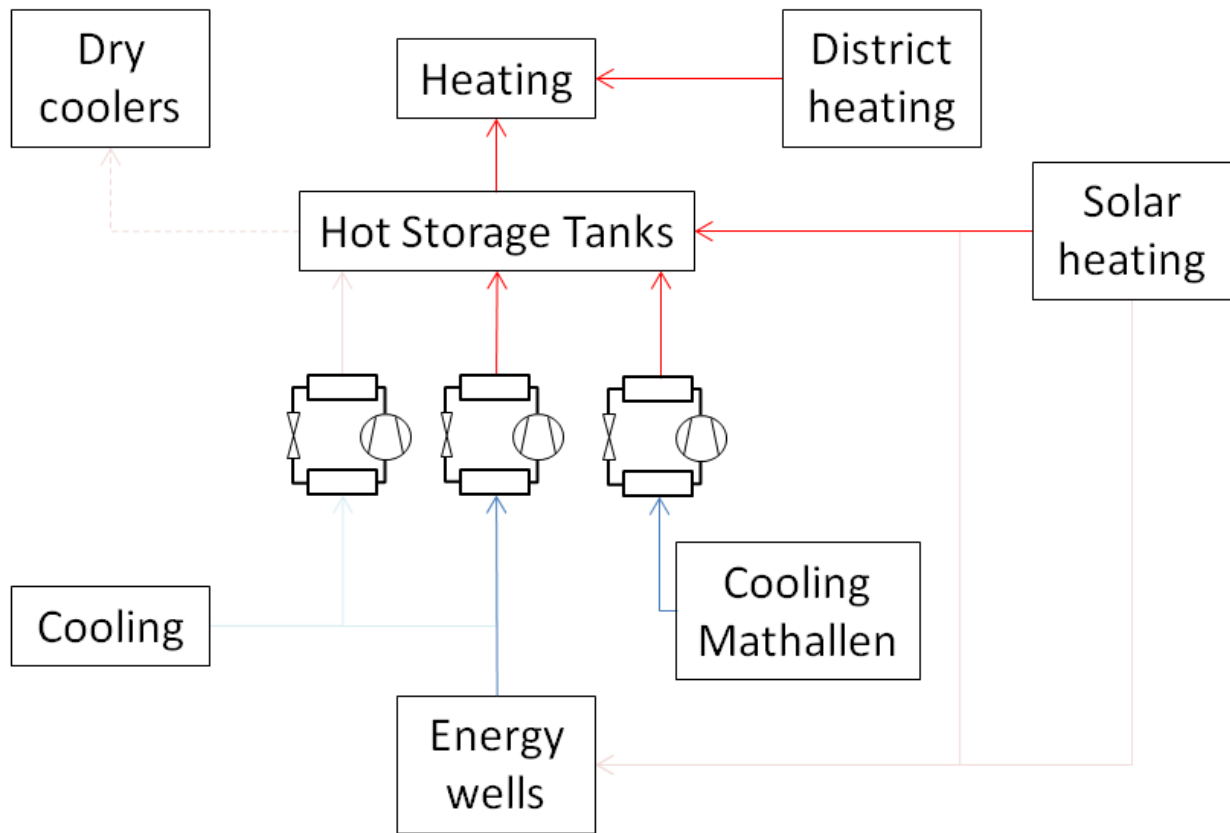 Dry
coolers
Heating
District
heating
Hot Storage Tanks
Solar
heating
Cooling
Cooling
Mathallen
Energy
wells